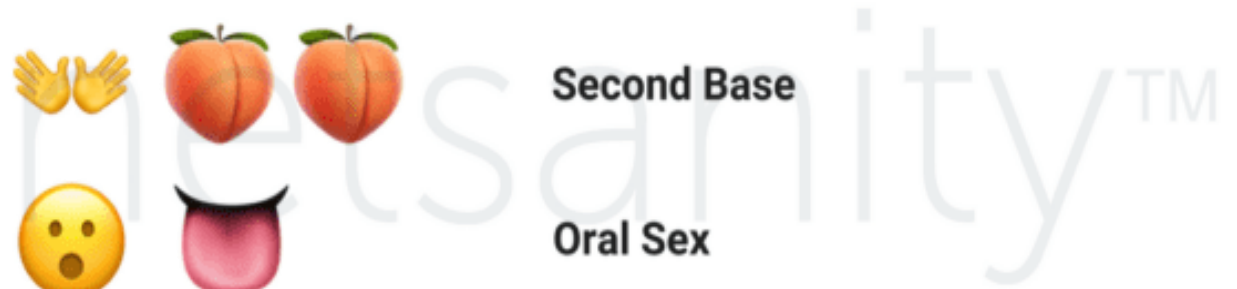 Second Base
netsanity™
Oral Sex